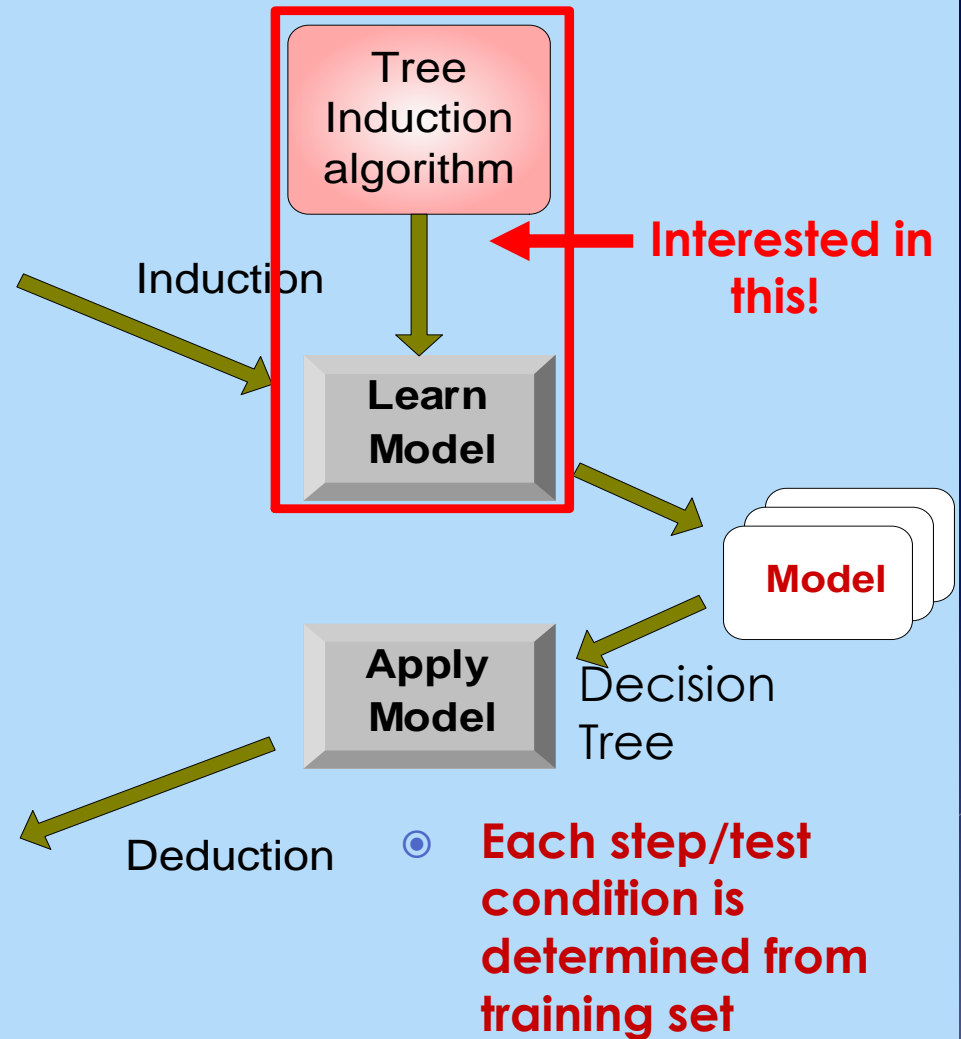 Tree
Induction
algorithm
Interested in
this!
Induction
Learn
Model
Model
Apply
Model
Decision
Tree
Deduction
Each step/test
condition is
determined from
training set